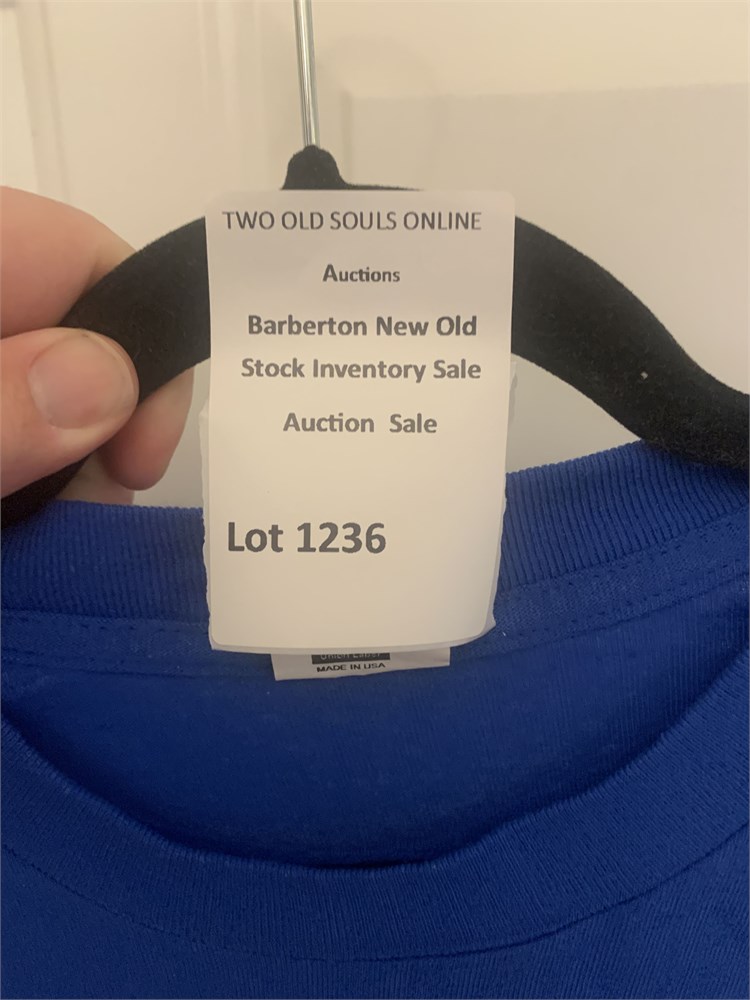 TWO OLD SOULS ONLINE
Auctions
Barberton New Old
Stock Inventory Sale
Auction Sale
Lot 1236
MADE IN USA